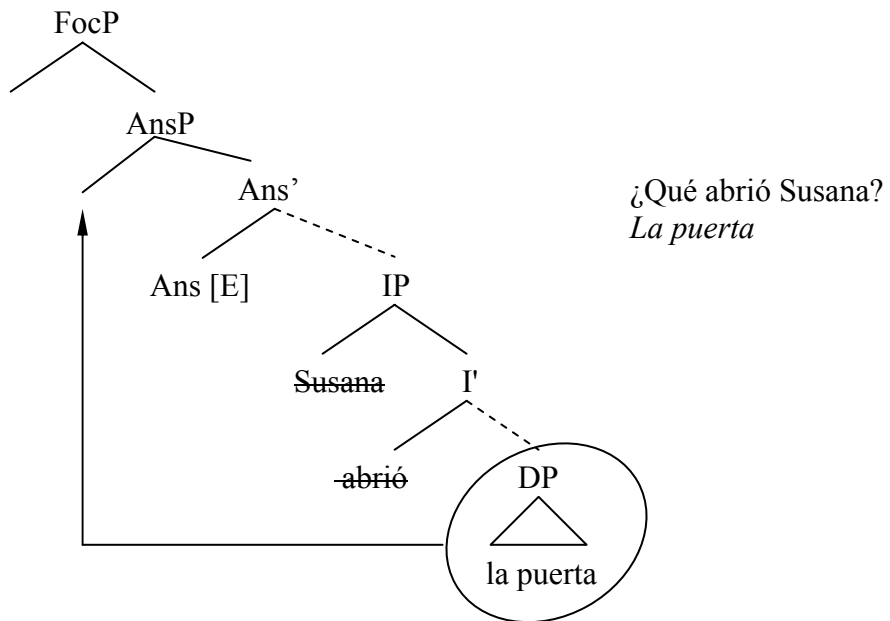 FocP
AnsP
Ans’
¿Qué abrió Susana?
La puerta
Ans [E]
IP
Susana
I'
abrió
DP
la puerta